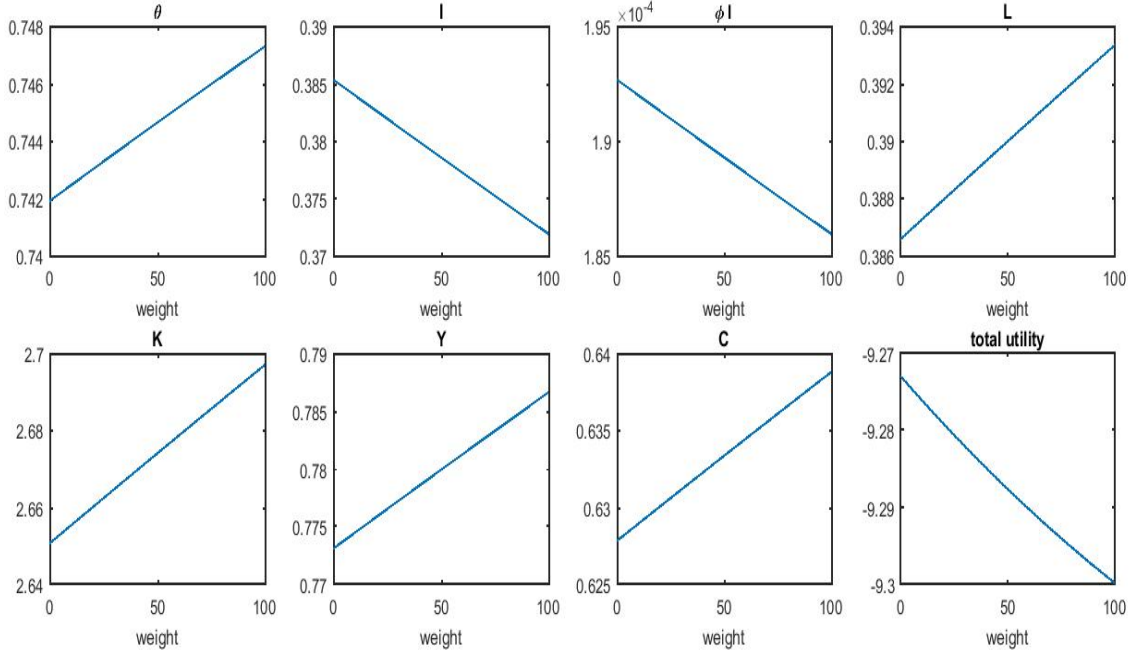 θ
0.748
0.746
0.744
0.742
0.74
0 50 100
weight
I
0.39
0.385
0.38
0.375
0.37
0 50 100
weight
×10⁻⁴
ϕ I
1.95
1.9
1.85
0 50 100
weight
L
0.394
0.392
0.39
0.388
0.386
0 50 100
weight
K
2.7
2.68
2.66
2.64
0 50 100
weight
Y
0.79
0.785
0.78
0.775
0.77
0 50 100
weight
C
0.64
0.635
0.63
0.625
0 50 100
weight
total utility
-9.27
-9.28
-9.29
-9.3
0 50 100
weight